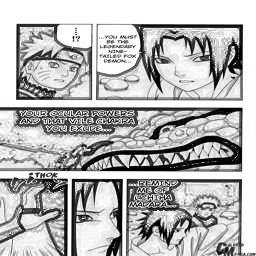 ...
!?
...YOU MUST
BE THE
LEGENDARY
NINE-
TAILED FOX
DEMON...
YOUR OCULAR POWERS
AND THAT VILE CHAKRA
YOU EXUDE...
THOK
...REMIND
ME OF
UCHIHA
MADARA.